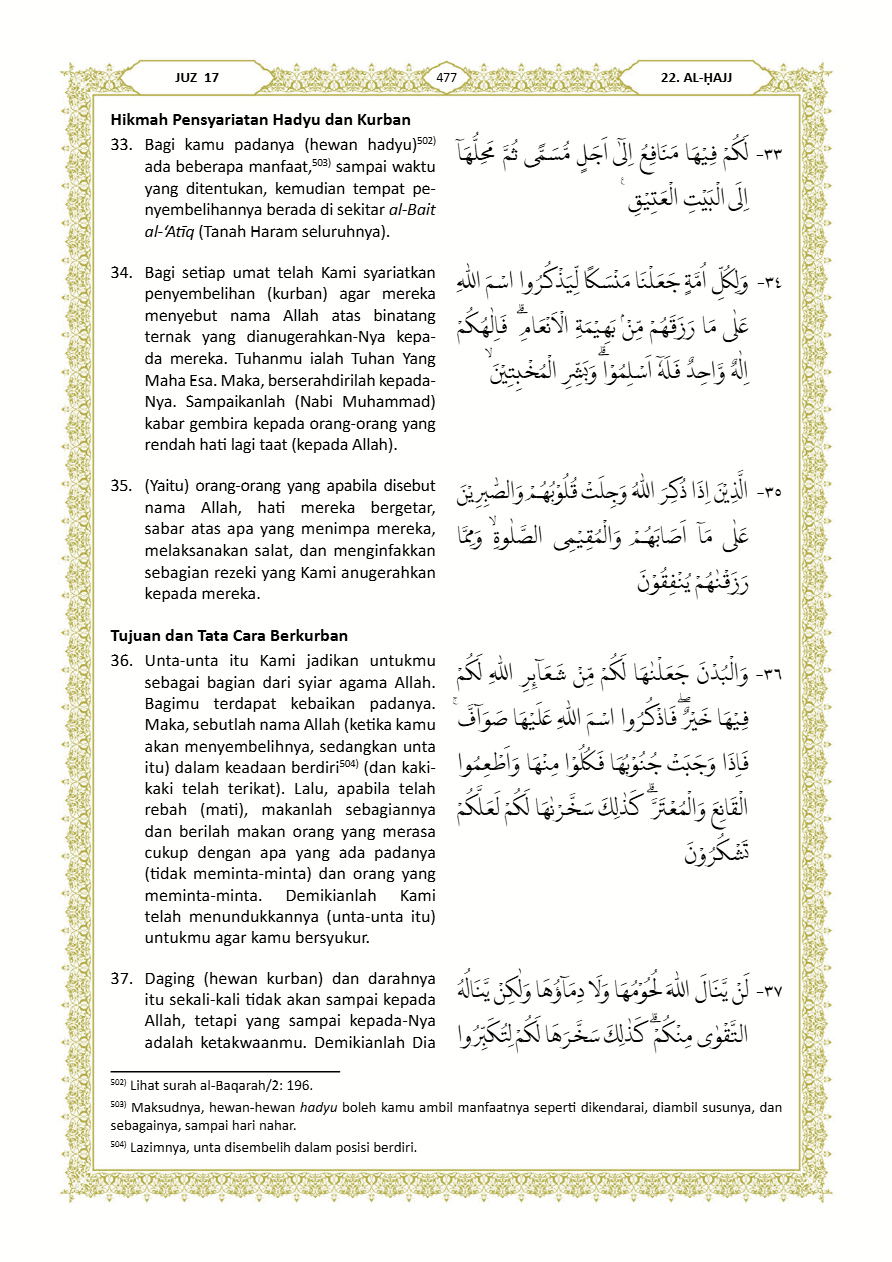 JUZ 17
477
22. AL-ḤAJJ
Hikmah Pensyariatan Hadyu dan Kurban
33. Bagi kamu padanya (hewan hadyu)502)
ada beberapa manfaat,503) sampai waktu
yang ditentukan, kemudian tempat pe-
nyembelihannya berada di sekitar al-Bait
al-‘Atīq (Tanah Haram seluruhnya).
٣٣- لَكُمْ فِيْهَا مَنَافِعُ اِلٰٓى اَجَلٍ مُّسَمًّى ثُمَّ مَحِلُّهَآ
اِلَى الْبَيْتِ الْعَتِيْقِ ࣖ
34. Bagi setiap umat telah Kami syariatkan
penyembelihan (kurban) agar mereka
menyebut nama Allah atas binatang
ternak yang dianugerahkan-Nya kepa-
da mereka. Tuhanmu ialah Tuhan Yang
Maha Esa. Maka, berserahdirilah kepada-
Nya. Sampaikanlah (Nabi Muhammad)
kabar gembira kepada orang-orang yang
rendah hati lagi taat (kepada Allah).
٣٤- وَلِكُلِّ اُمَّةٍ جَعَلْنَا مَنْسَكًا لِّيَذْكُرُوا اسْمَ اللّٰهِ
عَلٰى مَا رَزَقَهُمْ مِّنْۢ بَهِيْمَةِ الْاَنْعَامِۗ فَاِلٰهُكُمْ
اِلٰهٌ وَّاحِدٌ فَلَهٗٓ اَسْلِمُوْاۗ وَبَشِّرِ الْمُخْبِتِيْنَۙ
35. (Yaitu) orang-orang yang apabila disebut
nama Allah, hati mereka bergetar,
sabar atas apa yang menimpa mereka,
melaksanakan salat, dan menginfakkan
sebagian rezeki yang Kami anugerahkan
kepada mereka.
٣٥- الَّذِيْنَ اِذَا ذُكِرَ اللّٰهُ وَجِلَتْ قُلُوْبُهُمْ وَالصّٰبِرِيْنَ
عَلٰى مَآ اَصَابَهُمْ وَالْمُقِيْمِى الصَّلٰوةِۙ وَمِمَّا
رَزَقْنٰهُمْ يُنْفِقُوْنَ
Tujuan dan Tata Cara Berkurban
36. Unta-unta itu Kami jadikan untukmu
sebagai bagian dari syiar agama Allah.
Bagimu terdapat kebaikan padanya.
Maka, sebutlah nama Allah (ketika kamu
akan menyembelihnya, sedangkan unta
itu) dalam keadaan berdiri504) (dan kaki-
kaki telah terikat). Lalu, apabila telah
rebah (mati), makanlah sebagiannya
dan berilah makan orang yang merasa
cukup dengan apa yang ada padanya
(tidak meminta-minta) dan orang yang
meminta-minta. Demikianlah Kami
telah menundukkannya (unta-unta itu)
untukmu agar kamu bersyukur.
٣٦- وَالْبُدْنَ جَعَلْنٰهَا لَكُمْ مِّنْ شَعَاۤىِٕرِ اللّٰهِ لَكُمْ
فِيْهَا خَيْرٌۖ فَاذْكُرُوا اسْمَ اللّٰهِ عَلَيْهَا صَوَاۤفَّۚ
فَاِذَا وَجَبَتْ جُنُوْبُهَا فَكُلُوْا مِنْهَا وَاَطْعِمُوا
الْقَانِعَ وَالْمُعْتَرَّۗ كَذٰلِكَ سَخَّرْنٰهَا لَكُمْ لَعَلَّكُمْ
تَشْكُرُوْنَ
37. Daging (hewan kurban) dan darahnya
itu sekali-kali tidak akan sampai kepada
Allah, tetapi yang sampai kepada-Nya
adalah ketakwaanmu. Demikianlah Dia
٣٧- لَنْ يَّنَالَ اللّٰهَ لُحُوْمُهَا وَلَا دِمَاۤؤُهَا وَلٰكِنْ يَّنَالُهُ
التَّقْوٰى مِنْكُمْۗ كَذٰلِكَ سَخَّرَهَا لَكُمْ لِتُكَبِّرُوا
502) Lihat surah al-Baqarah/2: 196.
503) Maksudnya, hewan-hewan hadyu boleh kamu ambil manfaatnya seperti dikendarai, diambil susunya, dan
sebagainya, sampai hari nahar.
504) Lazimnya, unta disembelih dalam posisi berdiri.